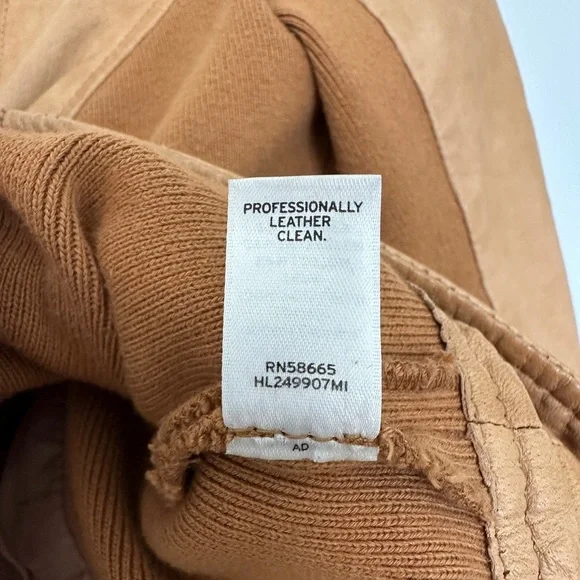 PROFESSIONALLY
LEATHER
CLEAN.
RN58665
HL249907MI
AD